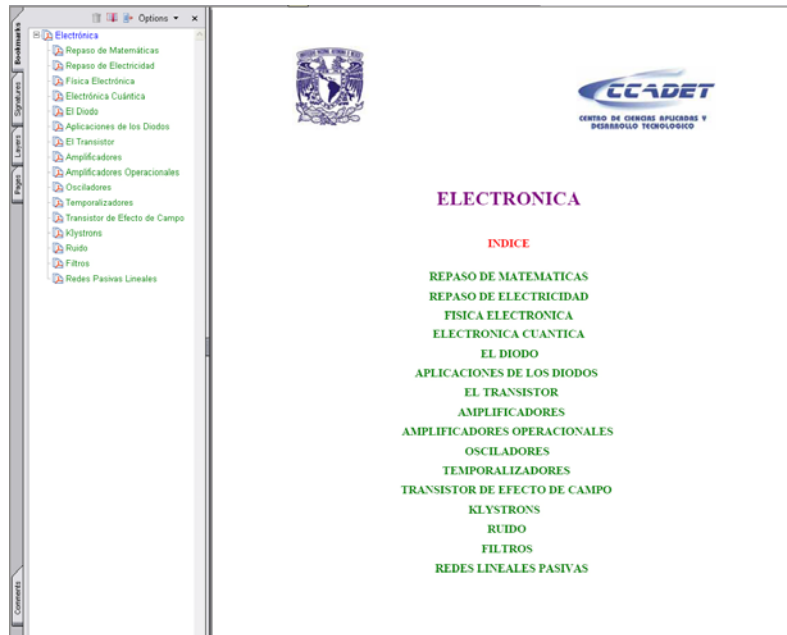 Options
Bookmarks
Signatures
Layers
Pages
Comments
Electrónica
Repaso de Matemáticas
Repaso de Electricidad
Física Electrónica
Electrónica Cuántica
El Diodo
Aplicaciones de los Diodos
El Transistor
Amplificadores
Amplificadores Operacionales
Osciladores
Temporalizadores
Transistor de Efecto de Campo
Klystrons
Ruido
Filtros
Redes Pasivas Lineales
CCADET
CENTRO DE CIENCIAS APLICADAS Y
DESARROLLO TECNOLOGICO
ELECTRONICA
INDICE
REPASO DE MATEMATICAS
REPASO DE ELECTRICIDAD
FISICA ELECTRONICA
ELECTRONICA CUANTICA
EL DIODO
APLICACIONES DE LOS DIODOS
EL TRANSISTOR
AMPLIFICADORES
AMPLIFICADORES OPERACIONALES
OSCILADORES
TEMPORALIZADORES
TRANSISTOR DE EFECTO DE CAMPO
KLYSTRONS
RUIDO
FILTROS
REDES LINEALES PASIVAS